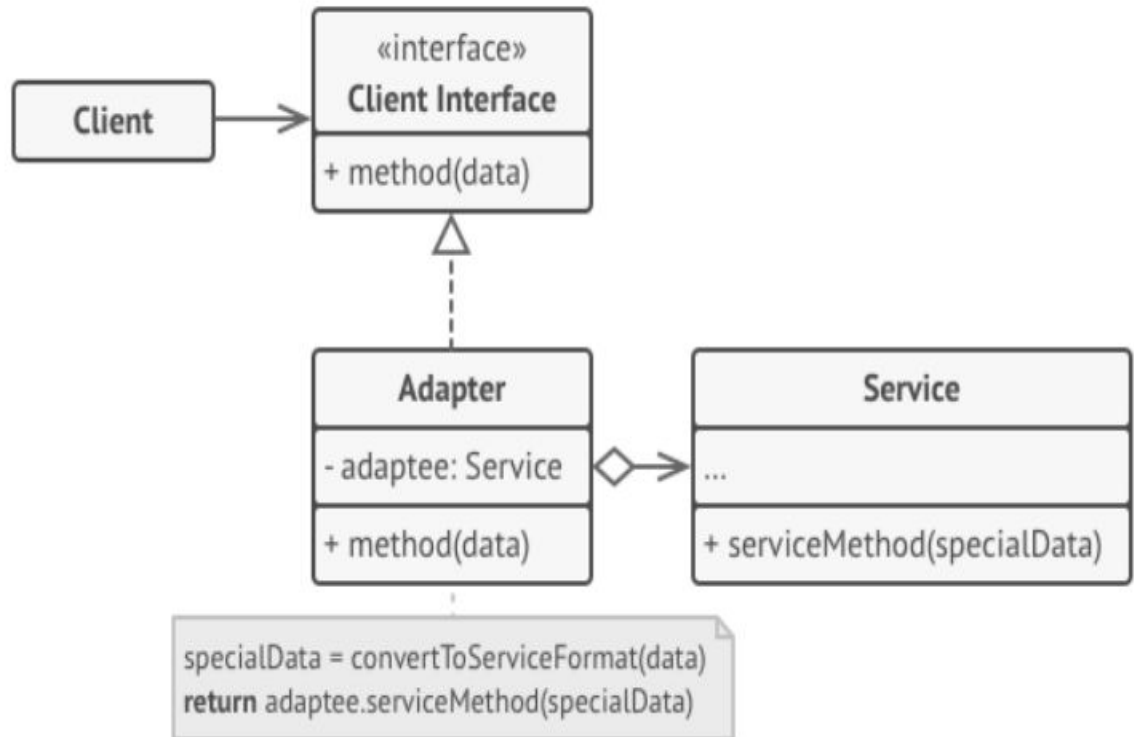 «interface»
Client Interface
Client
+ method(data)
Adapter
- adaptee: Service
+ method(data)
Service
...
+ serviceMethod(specialData)
specialData = convertToServiceFormat(data)
return adaptee.serviceMethod(specialData)